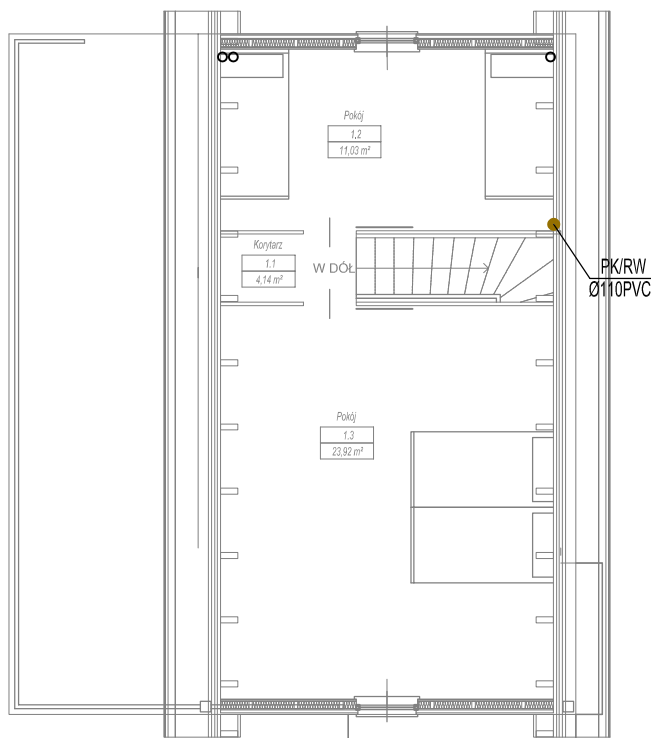 Pokój
1.2
11,03 m²
Korytarz
1.1
4,14 m²
W DÓŁ
PK/RW
Ø110PVC
Pokój
1.3
23,92 m²